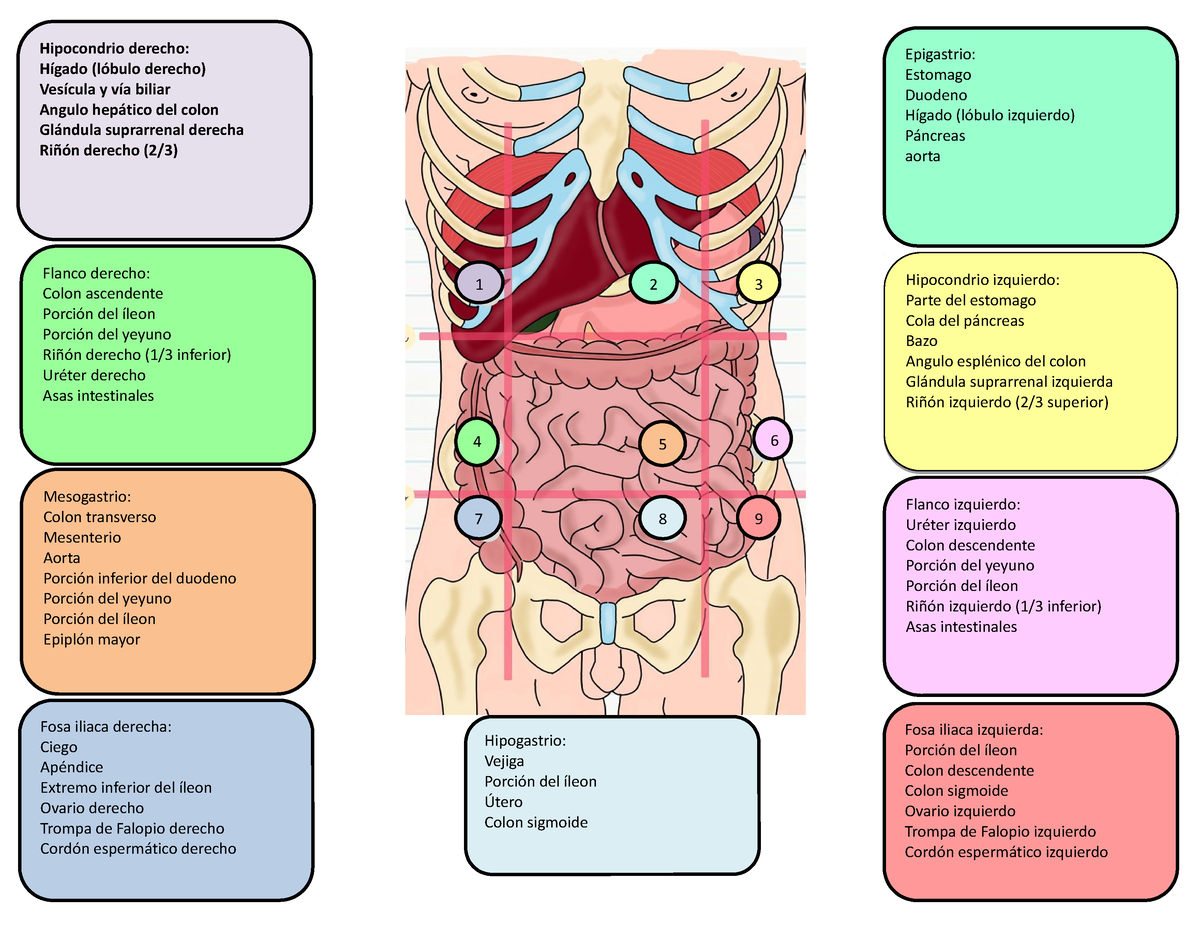 Hipocondrio derecho:
Hígado (lóbulo derecho)
Vesícula y vía biliar
Angulo hepático del colon
Glándula suprarrenal derecha
Riñón derecho (2/3)
Flanco derecho:
Colon ascendente
Porción del íleon
Porción del yeyuno
Riñón derecho (1/3 inferior)
Uréter derecho
Asas intestinales
Mesogastrio:
Colon transverso
Mesenterio
Aorta
Porción inferior del duodeno
Porción del yeyuno
Porción del íleon
Epiplón mayor
Fosa iliaca derecha:
Ciego
Apéndice
Extremo inferior del íleon
Ovario derecho
Trompa de Falopio derecho
Cordón espermático derecho
1
2
3
4
5
6
7
8
9
Hipogastrio:
Vejiga
Porción del íleon
Útero
Colon sigmoide
Epigastrio:
Estomago
Duodeno
Hígado (lóbulo izquierdo)
Páncreas
aorta
Hipocondrio izquierdo:
Parte del estomago
Cola del páncreas
Bazo
Angulo esplénico del colon
Glándula suprarrenal izquierda
Riñón izquierdo (2/3 superior)
Flanco izquierdo:
Uréter izquierdo
Colon descendente
Porción del yeyuno
Porción del íleon
Riñón izquierdo (1/3 inferior)
Asas intestinales
Fosa iliaca izquierda:
Porción del íleon
Colon descendente
Colon sigmoide
Ovario izquierdo
Trompa de Falopio izquierdo
Cordón espermático izquierdo